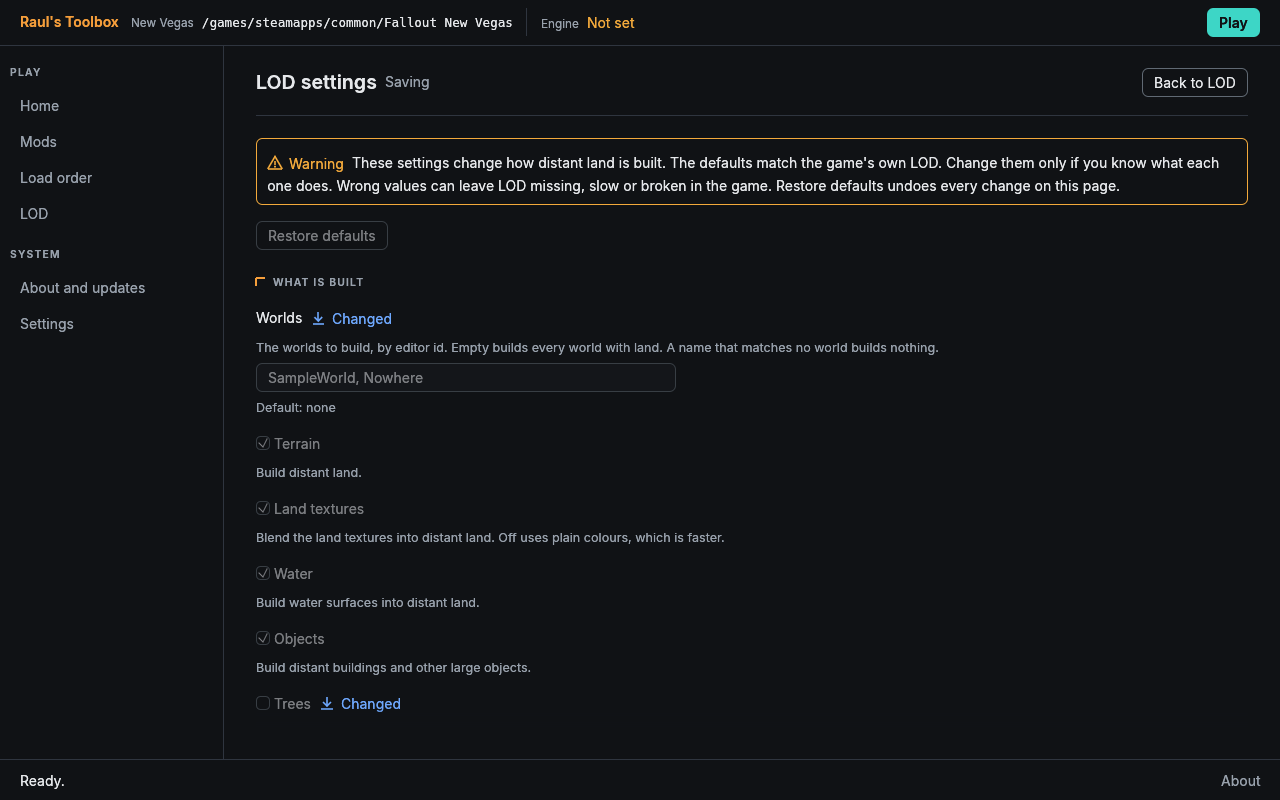 Raul's Toolbox New Vegas /games/steamapps/common/Fallout New Vegas Engine Not set Play
PLAY
Home
Mods
Load order
LOD
SYSTEM
About and updates
Settings
LOD settings Saving Back to LOD
Warning These settings change how distant land is built. The defaults match the game's own LOD. Change them only if you know what each
one does. Wrong values can leave LOD missing, slow or broken in the game. Restore defaults undoes every change on this page.
Restore defaults
WHAT IS BUILT
Worlds Changed
The worlds to build, by editor id. Empty builds every world with land. A name that matches no world builds nothing.
SampleWorld, Nowhere
Default: none
Terrain
Build distant land.
Land textures
Blend the land textures into distant land. Off uses plain colours, which is faster.
Water
Build water surfaces into distant land.
Objects
Build distant buildings and other large objects.
Trees Changed
Ready.
About